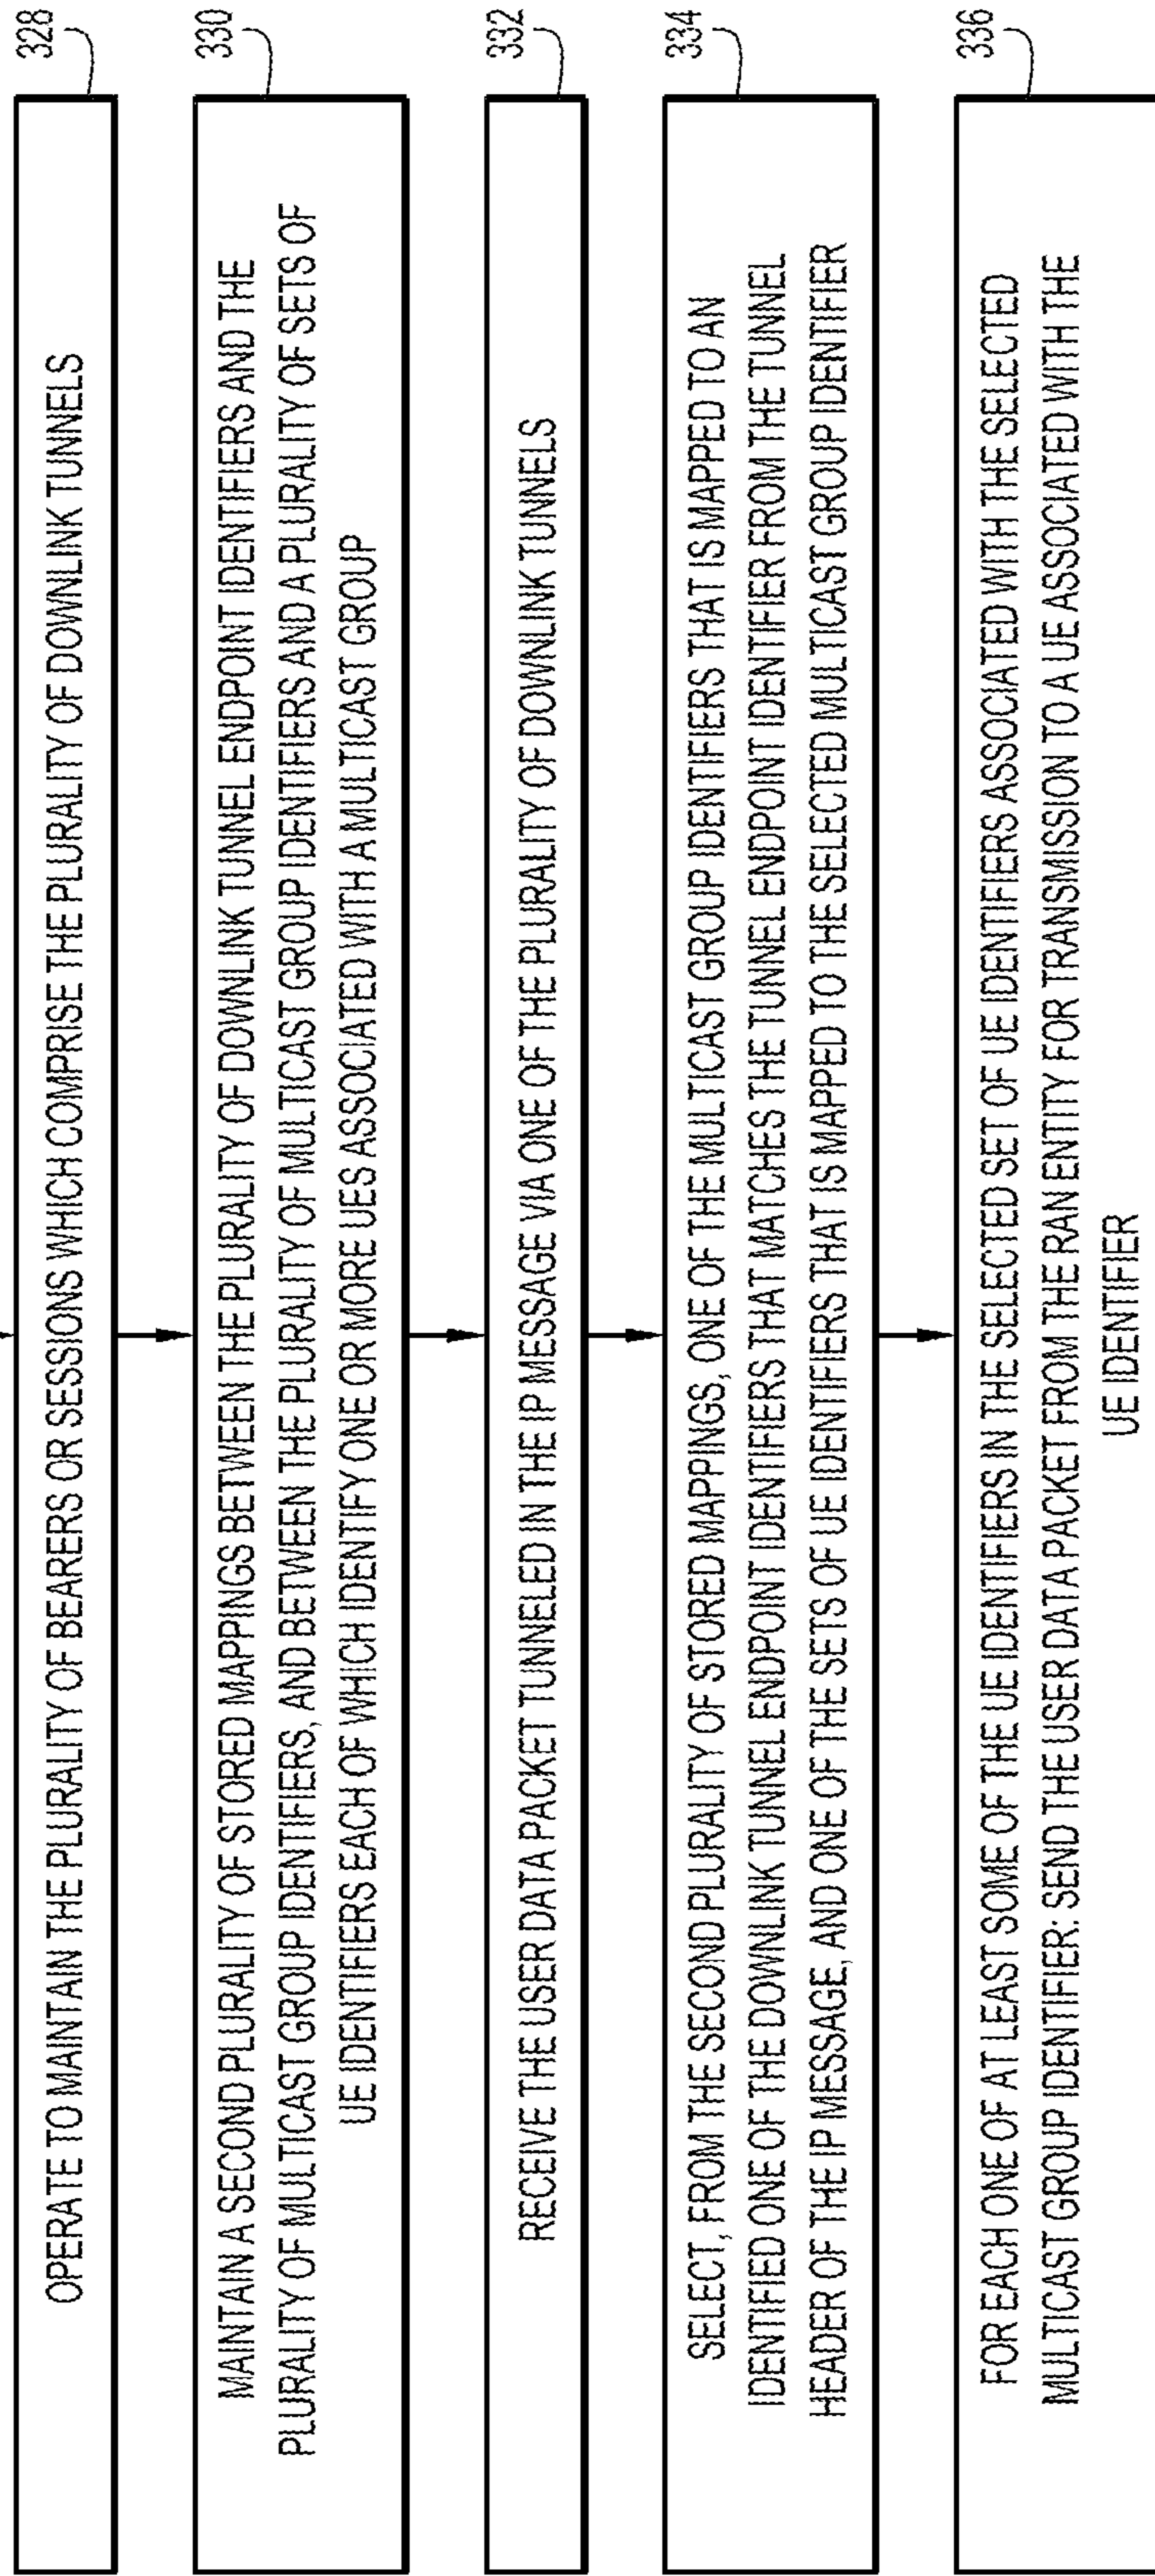 328
OPERATE TO MAINTAIN THE PLURALITY OF BEARERS OR SESSIONS WHICH COMPRISE THE PLURALITY OF DOWNLINK TUNNELS
330
MAINTAIN A SECOND PLURALITY OF STORED MAPPINGS BETWEEN THE PLURALITY OF DOWNLINK TUNNEL ENDPOINT IDENTIFIERS AND THE
PLURALITY OF MULTICAST GROUP IDENTIFIERS, AND BETWEEN THE PLURALITY OF MULTICAST GROUP IDENTIFIERS AND A PLURALITY OF SETS OF
UE IDENTIFIERS EACH OF WHICH IDENTIFY ONE OR MORE UES ASSOCIATED WITH A MULTICAST GROUP
332
RECEIVE THE USER DATA PACKET TUNNELED IN THE IP MESSAGE VIA ONE OF THE PLURALITY OF DOWNLINK TUNNELS
334
SELECT, FROM THE SECOND PLURALITY OF STORED MAPPINGS, ONE OF THE MULTICAST GROUP IDENTIFIERS THAT IS MAPPED TO AN
IDENTIFIED ONE OF THE DOWNLINK TUNNEL ENDPOINT IDENTIFIERS THAT MATCHES THE TUNNEL ENDPOINT IDENTIFIER FROM THE TUNNEL
HEADER OF THE IP MESSAGE, AND ONE OF THE SETS OF UE IDENTIFIERS THAT IS MAPPED TO THE SELECTED MULTICAST GROUP IDENTIFIER
336
FOR EACH ONE OF AT LEAST SOME OF THE UE IDENTIFIERS IN THE SELECTED SET OF UE IDENTIFIERS ASSOCIATED WITH THE SELECTED
MULTICAST GROUP IDENTIFIER: SEND THE USER DATA PACKET FROM THE RAN ENTITY FOR TRANSMISSION TO A UE ASSOCIATED WITH THE
UE IDENTIFIER